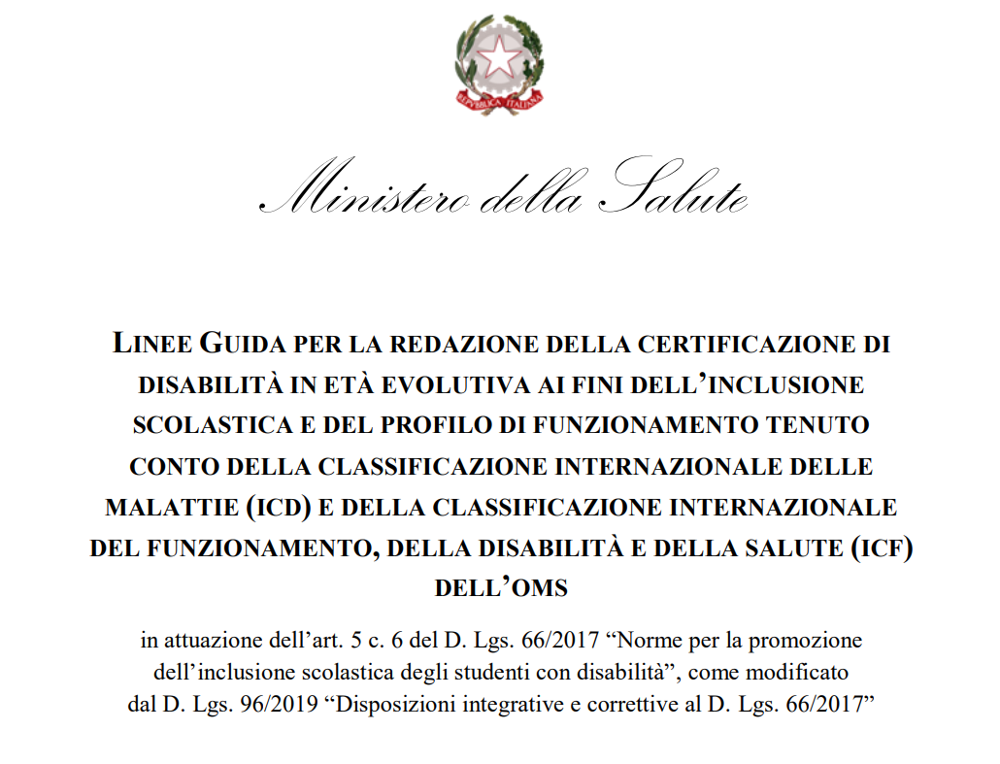 REPVBBLICA ITALIANA
Ministero della Salute
LINEE GUIDA PER LA REDAZIONE DELLA CERTIFICAZIONE DI
DISABILITÀ IN ETÀ EVOLUTIVA AI FINI DELL’INCLUSIONE
SCOLASTICA E DEL PROFILO DI FUNZIONAMENTO TENUTO
CONTO DELLA CLASSIFICAZIONE INTERNAZIONALE DELLE
MALATTIE (ICD) E DELLA CLASSIFICAZIONE INTERNAZIONALE
DEL FUNZIONAMENTO, DELLA DISABILITÀ E DELLA SALUTE (ICF)
DELL’OMS
in attuazione dell’art. 5 c. 6 del D. Lgs. 66/2017 “Norme per la promozione
dell’inclusione scolastica degli studenti con disabilità”, come modificato
dal D. Lgs. 96/2019 “Disposizioni integrative e correttive al D. Lgs. 66/2017”